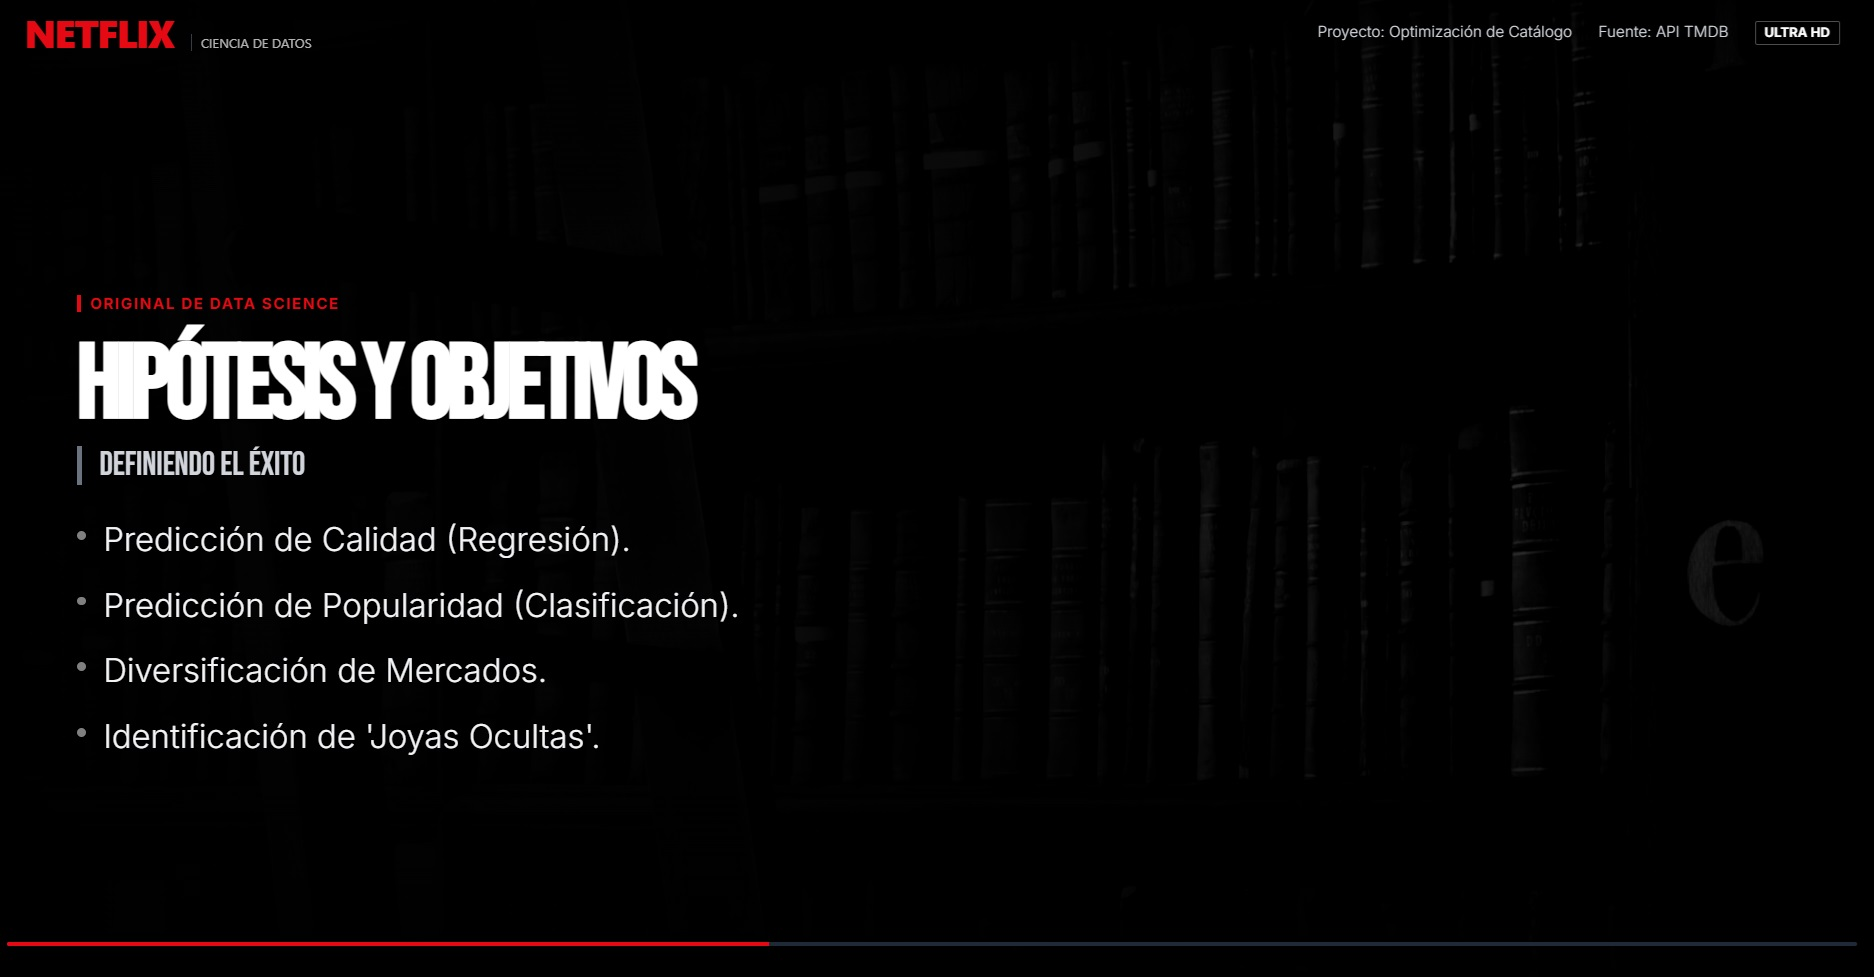 NETFLIX
CIENCIA DE DATOS
Proyecto: Optimización de Catálogo
Fuente: API TMDB
ULTRA HD
ORIGINAL DE DATA SCIENCE
HIPÓTESIS Y OBJETIVOS
DEFINIENDO EL ÉXITO
• Predicción de Calidad (Regresión).
• Predicción de Popularidad (Clasificación).
• Diversificación de Mercados.
• Identificación de 'Joyas Ocultas'.
e